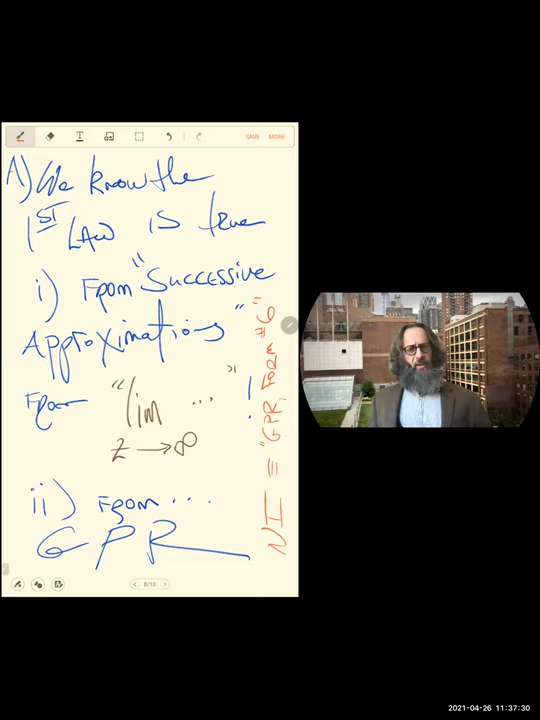 SAVE MORE
A) We know the
1ST LAW is true
i) From "Successive
Approximations"
From "lim ..." !
z → ∞
ii) From ...
GPR
NI ≡ "GPR, Form #6"
8/10
2021-04-26 11:37:30